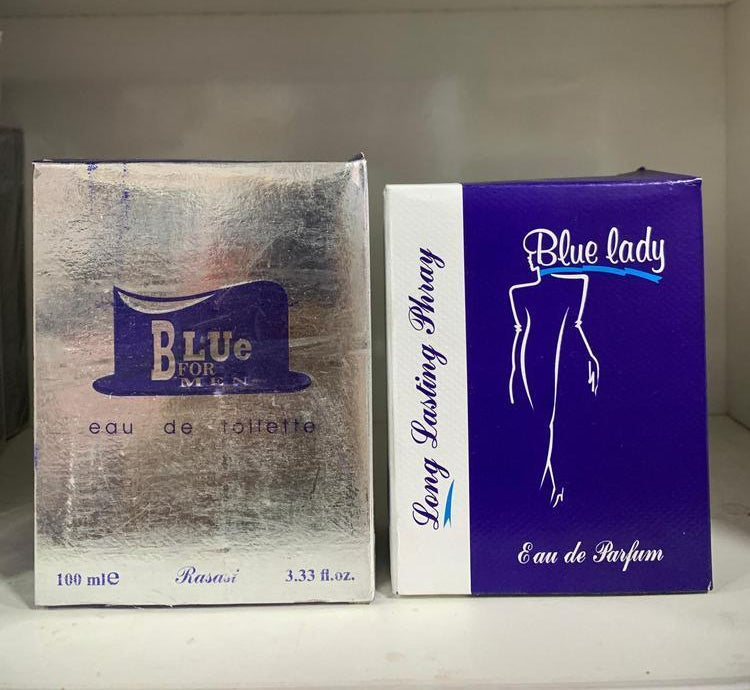 BLUe
FOR
MEN
eau de toilette
100 mle
Rasasi
3.33 fl.oz.
Long Lasting Phray
Blue lady
Eau de Parfum